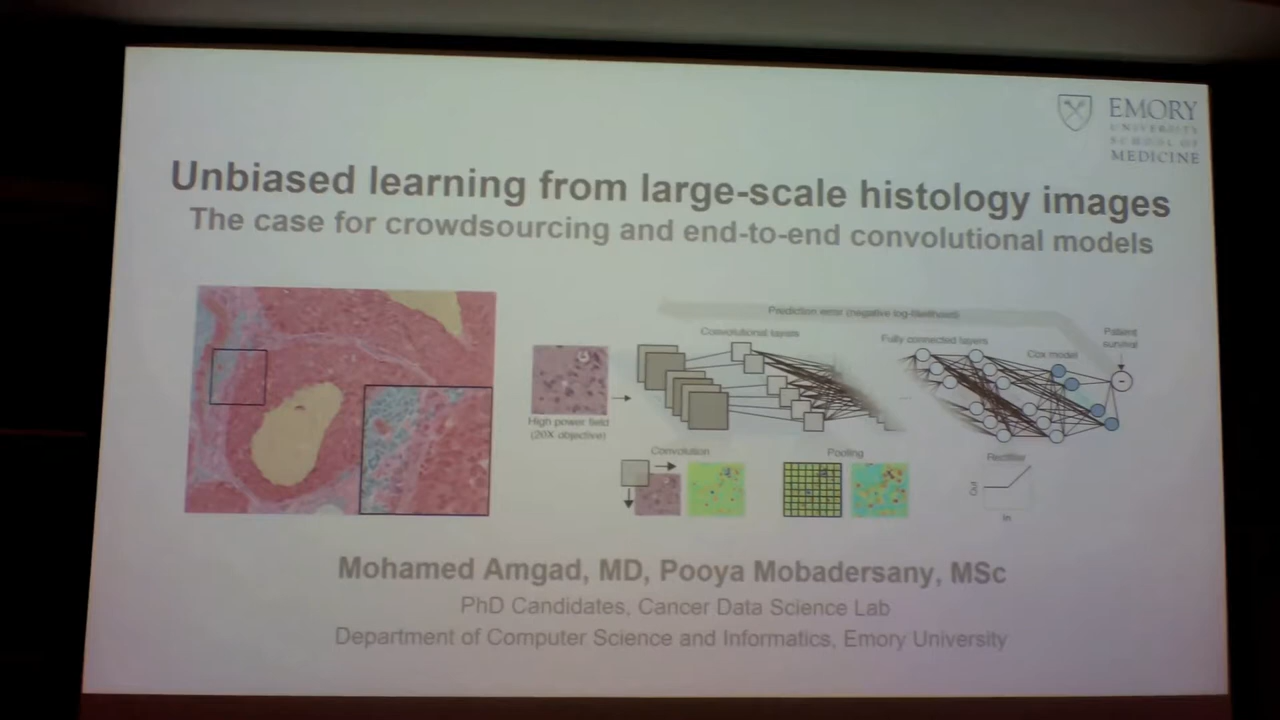 EMORY
UNIVERSITY
SCHOOL OF
MEDICINE
Unbiased learning from large-scale histology images
The case for crowdsourcing and end-to-end convolutional models
Prediction error (negative log-likelihood)
Convolutional layers
Fully connected layers
Cox model
Patient
survival
High power field
(20X objective)
Convolution
Pooling
Rectifier
Out
In
Mohamed Amgad, MD, Pooya Mobadersany, MSc
PhD Candidates, Cancer Data Science Lab
Department of Computer Science and Informatics, Emory University